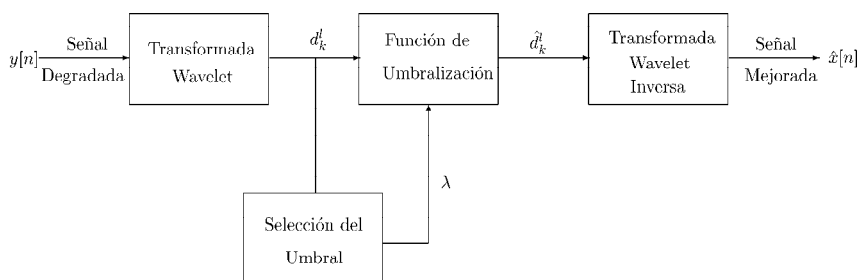 y[n]
Señal
Degradada
Transformada
Wavelet
d_k^l
Función de
Umbralización
\hat{d}_k^l
Transformada
Wavelet
Inversa
Señal
Mejorada
\hat{x}[n]
λ
Selección del
Umbral